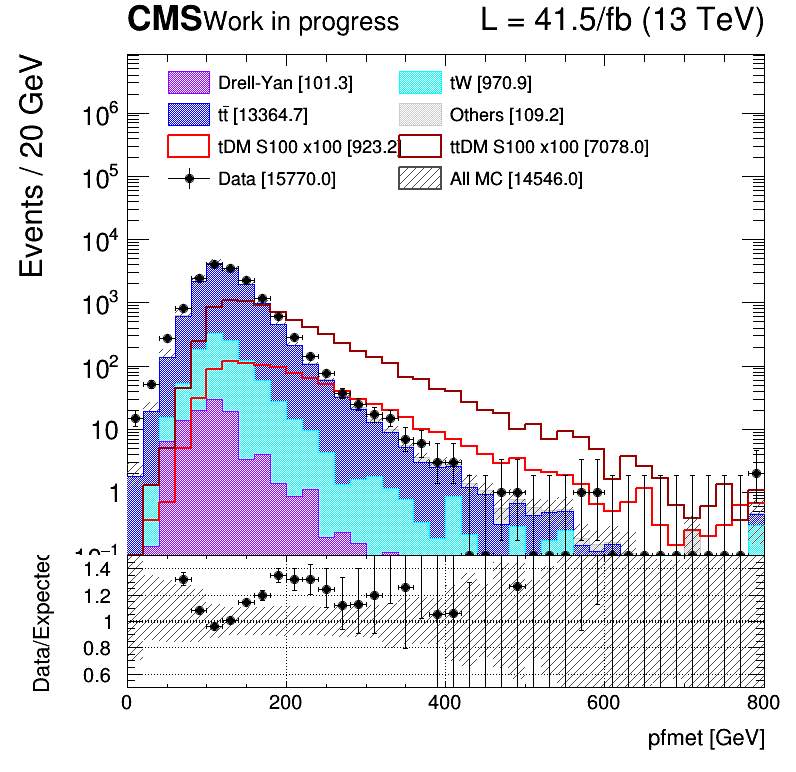 CMS Work in progress L = 41.5/fb (13 TeV)
Drell-Yan [101.3] tW [970.9]
tt̄ [13364.7] Others [109.2]
tDM S100 x100 [923.2] ttDM S100 x100 [7078.0]
Data [15770.0] All MC [14546.0]
Events / 20 GeV
10⁶
10⁵
10⁴
10³
10²
10
1
10⁻¹
Data/Expected
1.4
1.2
1
0.8
0.6
0 200 400 600 800
pfmet [GeV]